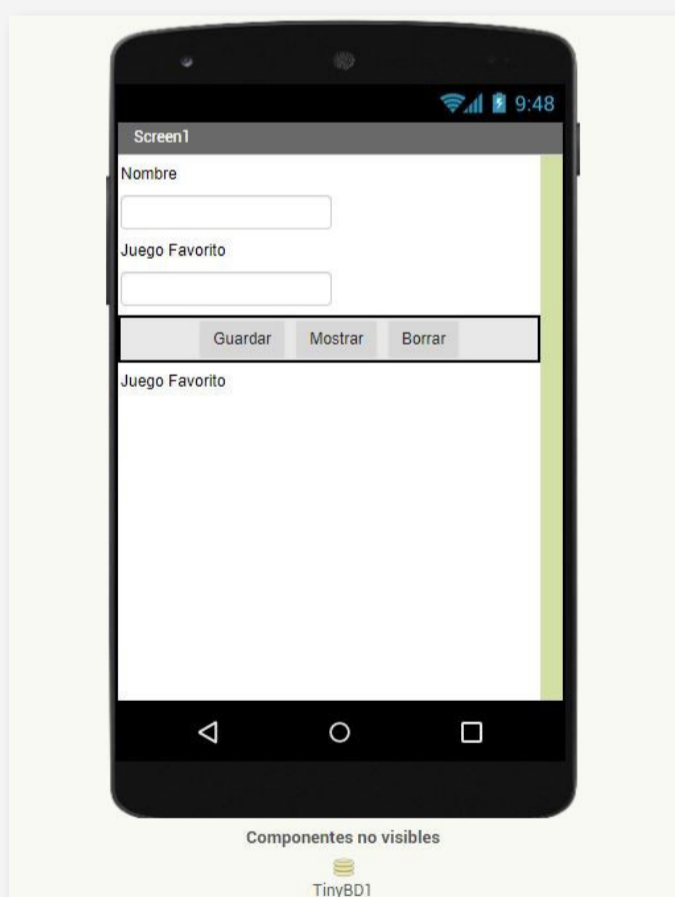 9:48
Screen1
Nombre
Juego Favorito
Guardar Mostrar Borrar
Juego Favorito
Componentes no visibles
TinyBD1